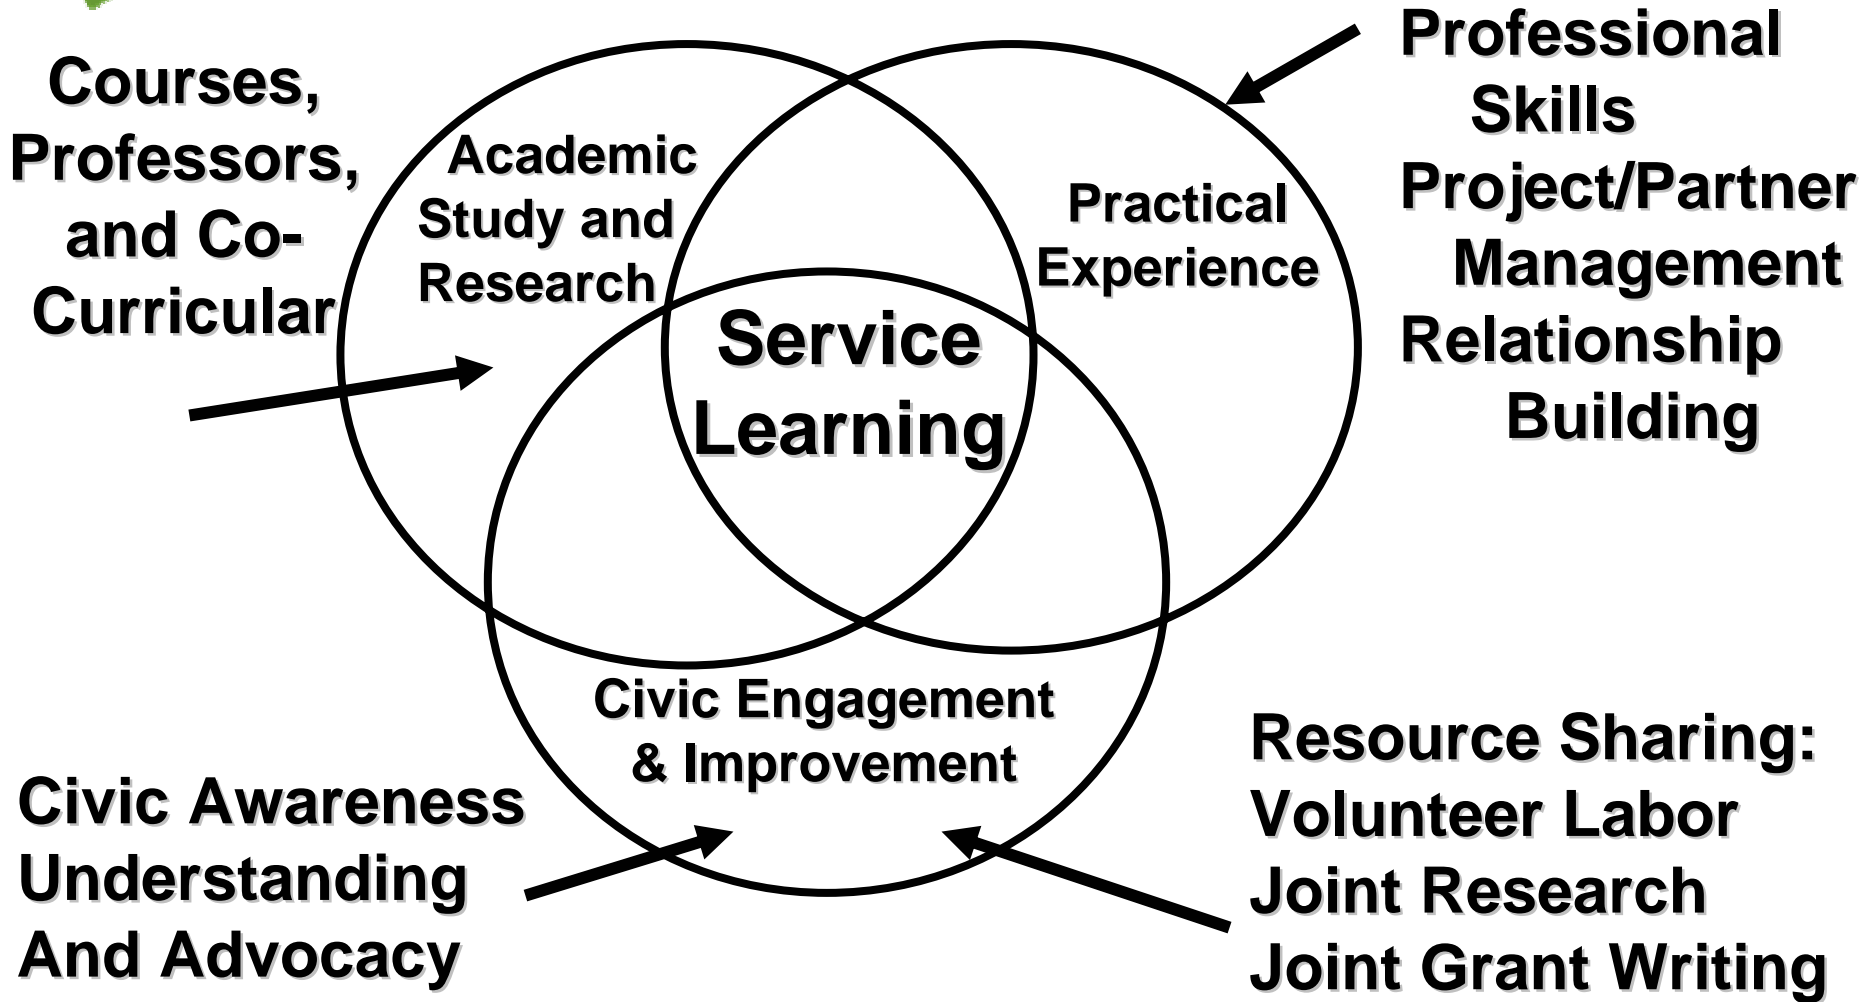 Courses,
Professors,
and Co-
Curricular
Academic
Study and
Research
Practical
Experience
Professional
Skills
Project/Partner
Management
Relationship
Building
Service
Learning
Civic Engagement
& Improvement
Civic Awareness
Understanding
And Advocacy
Resource Sharing:
Volunteer Labor
Joint Research
Joint Grant Writing